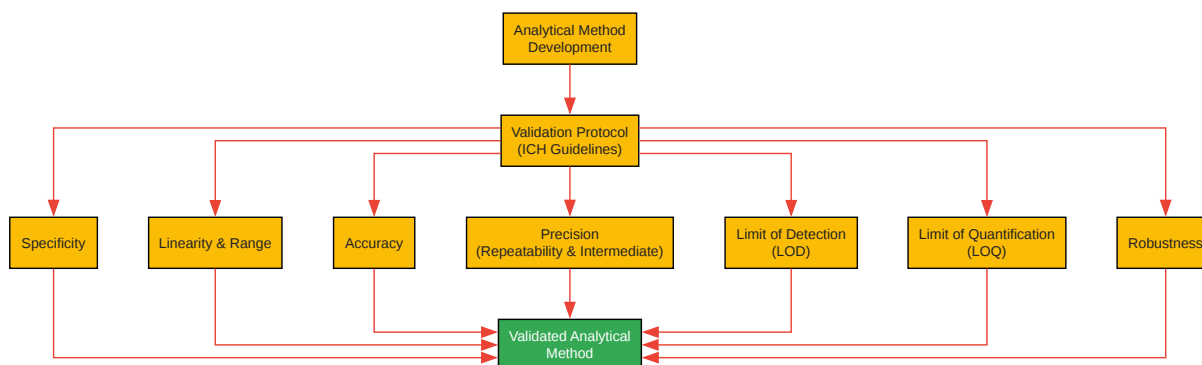 Analytical Method
Development
Validation Protocol
(ICH Guidelines)
Specificity
Linearity & Range
Accuracy
Precision
(Repeatability & Intermediate)
Limit of Detection
(LOD)
Limit of Quantification
(LOQ)
Robustness
Validated Analytical
Method